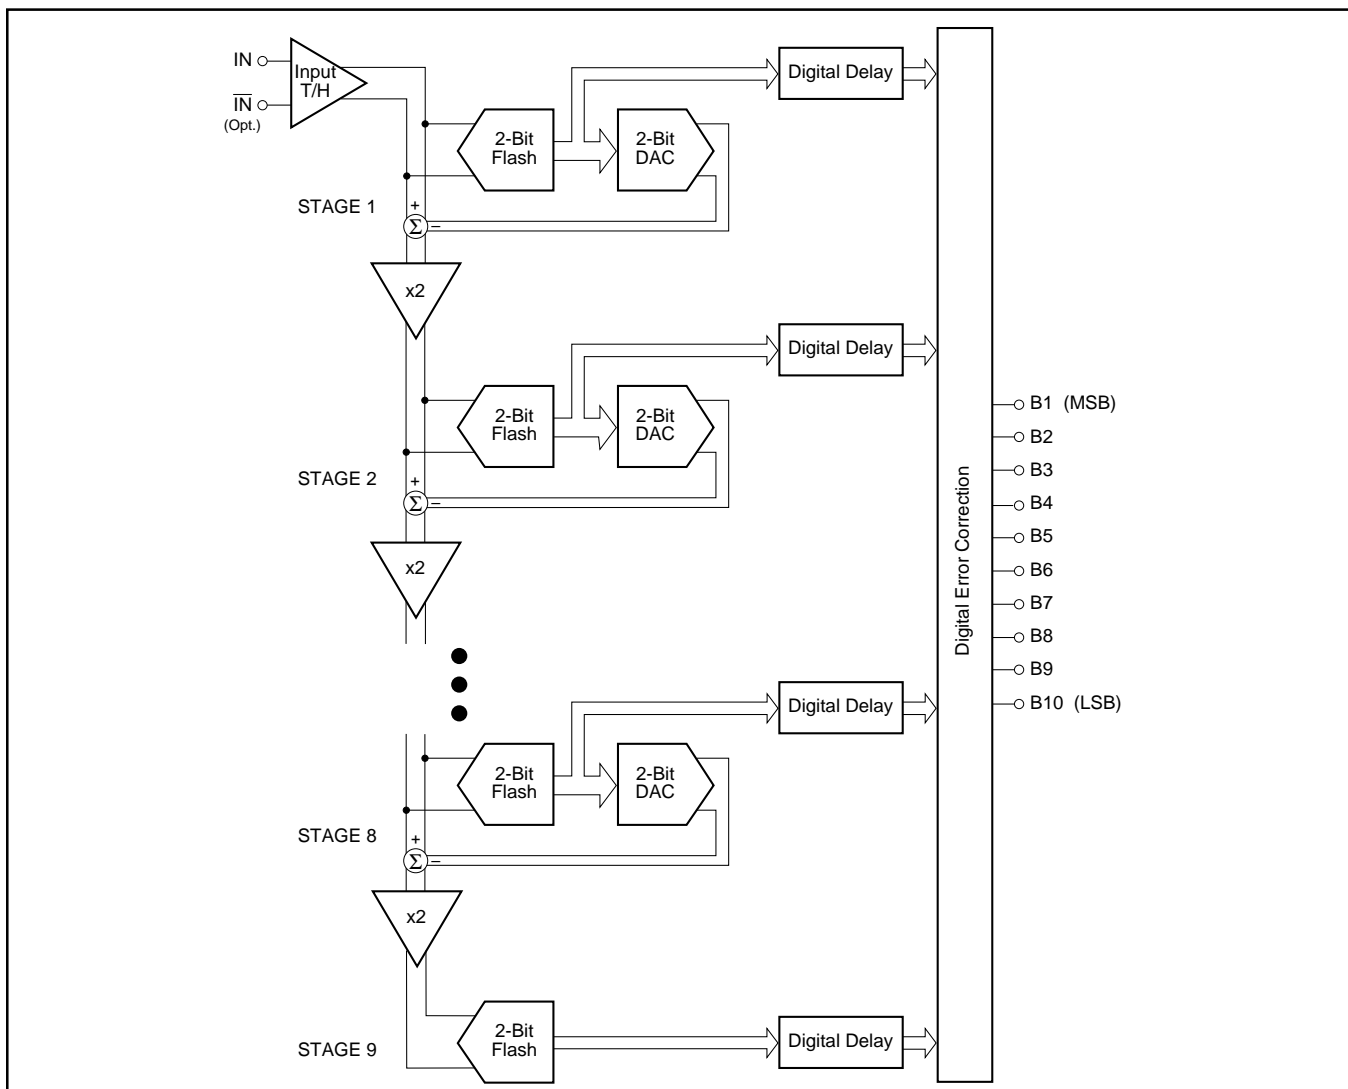 IN
Input
T/H
IN
(Opt.)
2-Bit
Flash
2-Bit
DAC
Digital Delay
STAGE 1
+
Σ
–
x2
2-Bit
Flash
2-Bit
DAC
Digital Delay
STAGE 2
+
Σ
–
x2
2-Bit
Flash
2-Bit
DAC
Digital Delay
STAGE 8
+
Σ
–
x2
2-Bit
Flash
Digital Delay
STAGE 9
Digital Error Correction
B1 (MSB)
B2
B3
B4
B5
B6
B7
B8
B9
B10 (LSB)